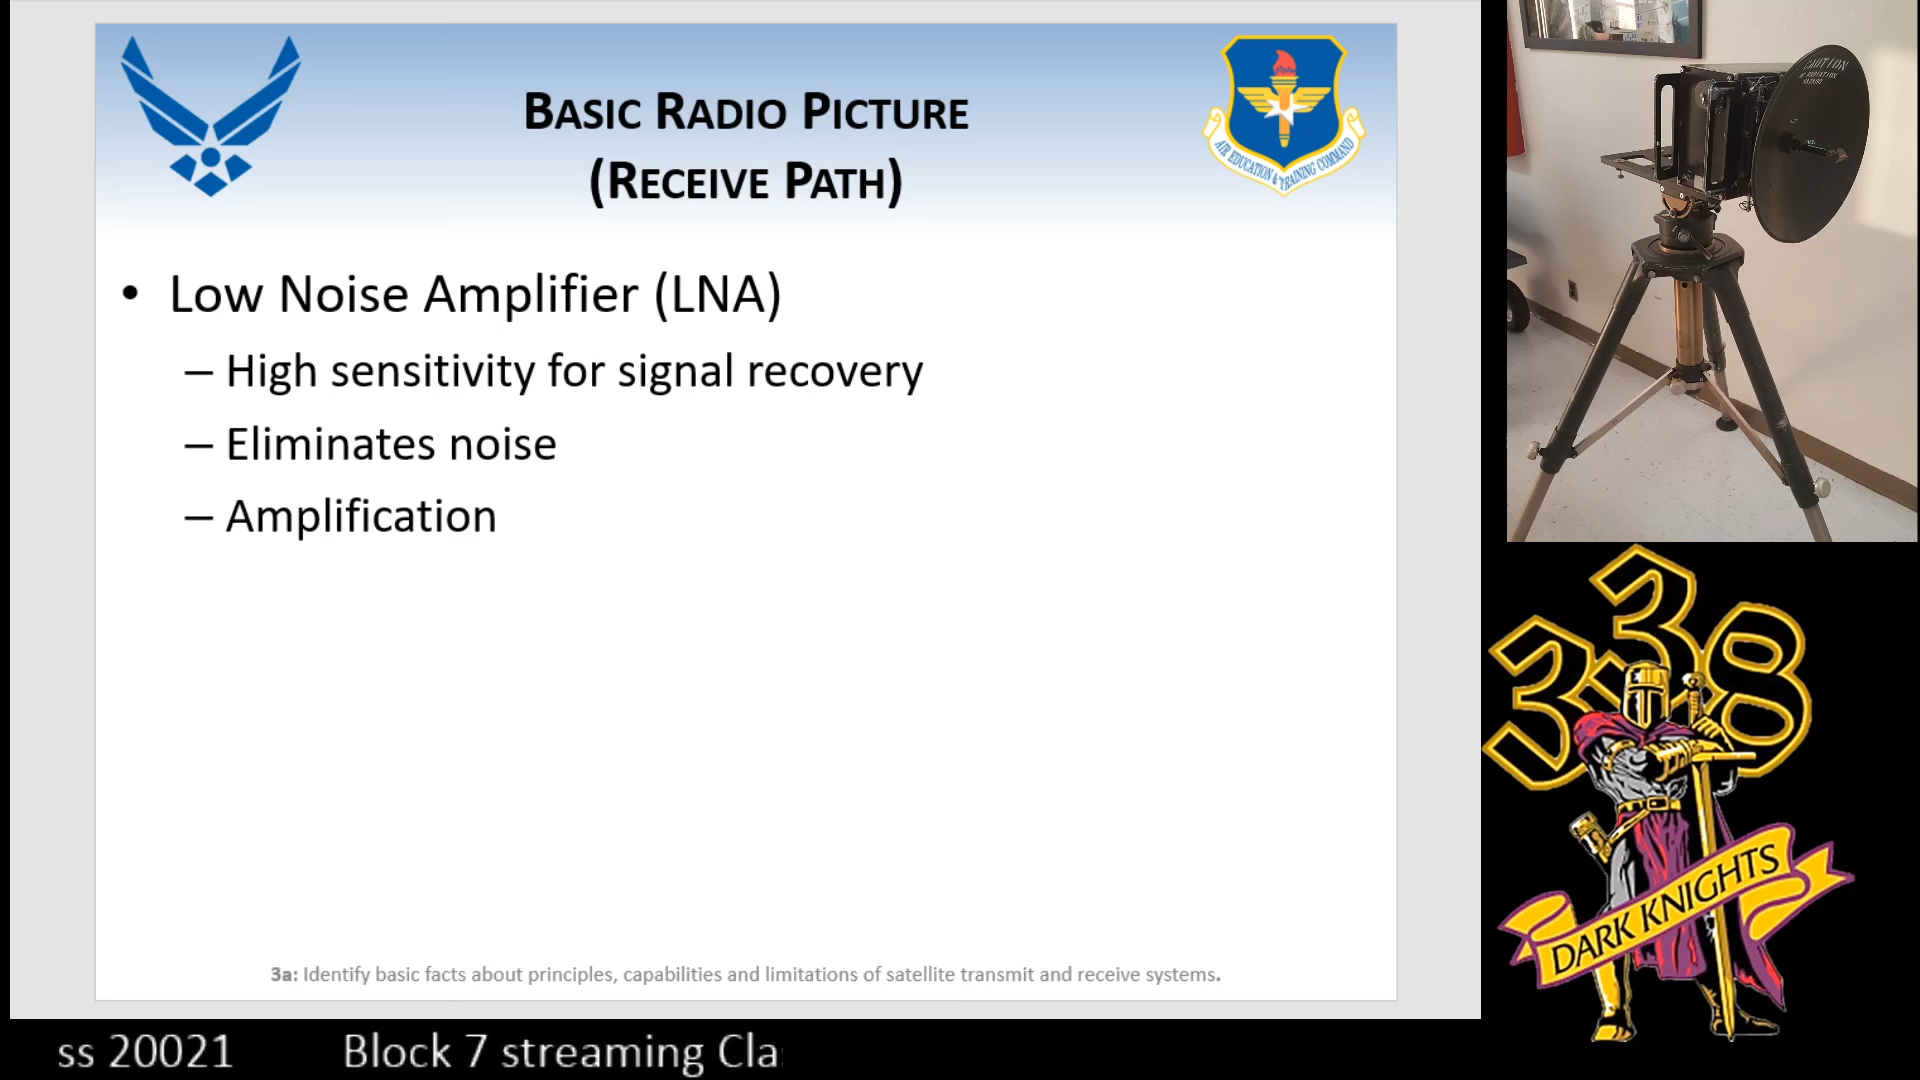 BASIC RADIO PICTURE
(RECEIVE PATH)
AIR EDUCATION & TRAINING COMMAND
• Low Noise Amplifier (LNA)
– High sensitivity for signal recovery
– Eliminates noise
– Amplification
3a: Identify basic facts about principles, capabilities and limitations of satellite transmit and receive systems.
CAUTION
338
DARK KNIGHTS
ss 20021 Block 7 streaming Cla